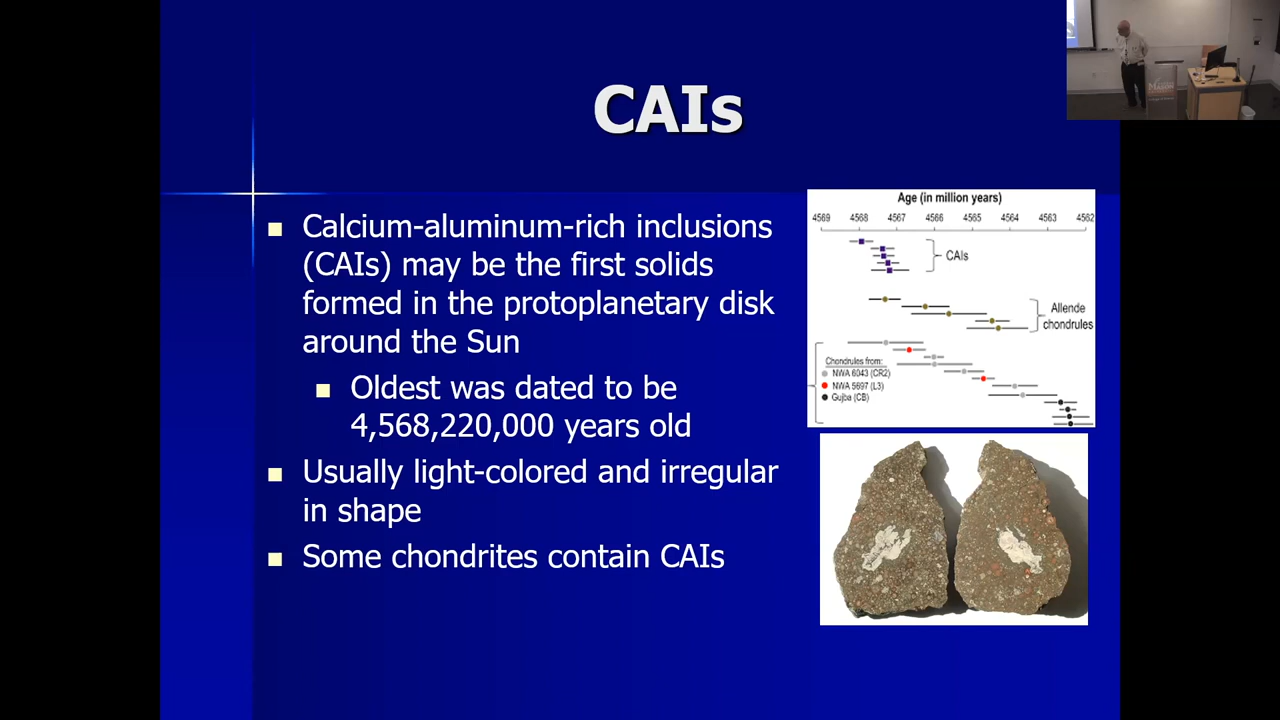 CAIs
Calcium-aluminum-rich inclusions
(CAIs) may be the first solids
formed in the protoplanetary disk
around the Sun
Oldest was dated to be
4,568,220,000 years old
Usually light-colored and irregular
in shape
Some chondrites contain CAIs
Age (in million years)
4569 4568 4567 4566 4565 4564 4563 4562
CAIs
Allende
chondrules
Chondrules from:
NWA 6043 (CR2)
NWA 5697 (L3)
Gujba (CB)
MASON